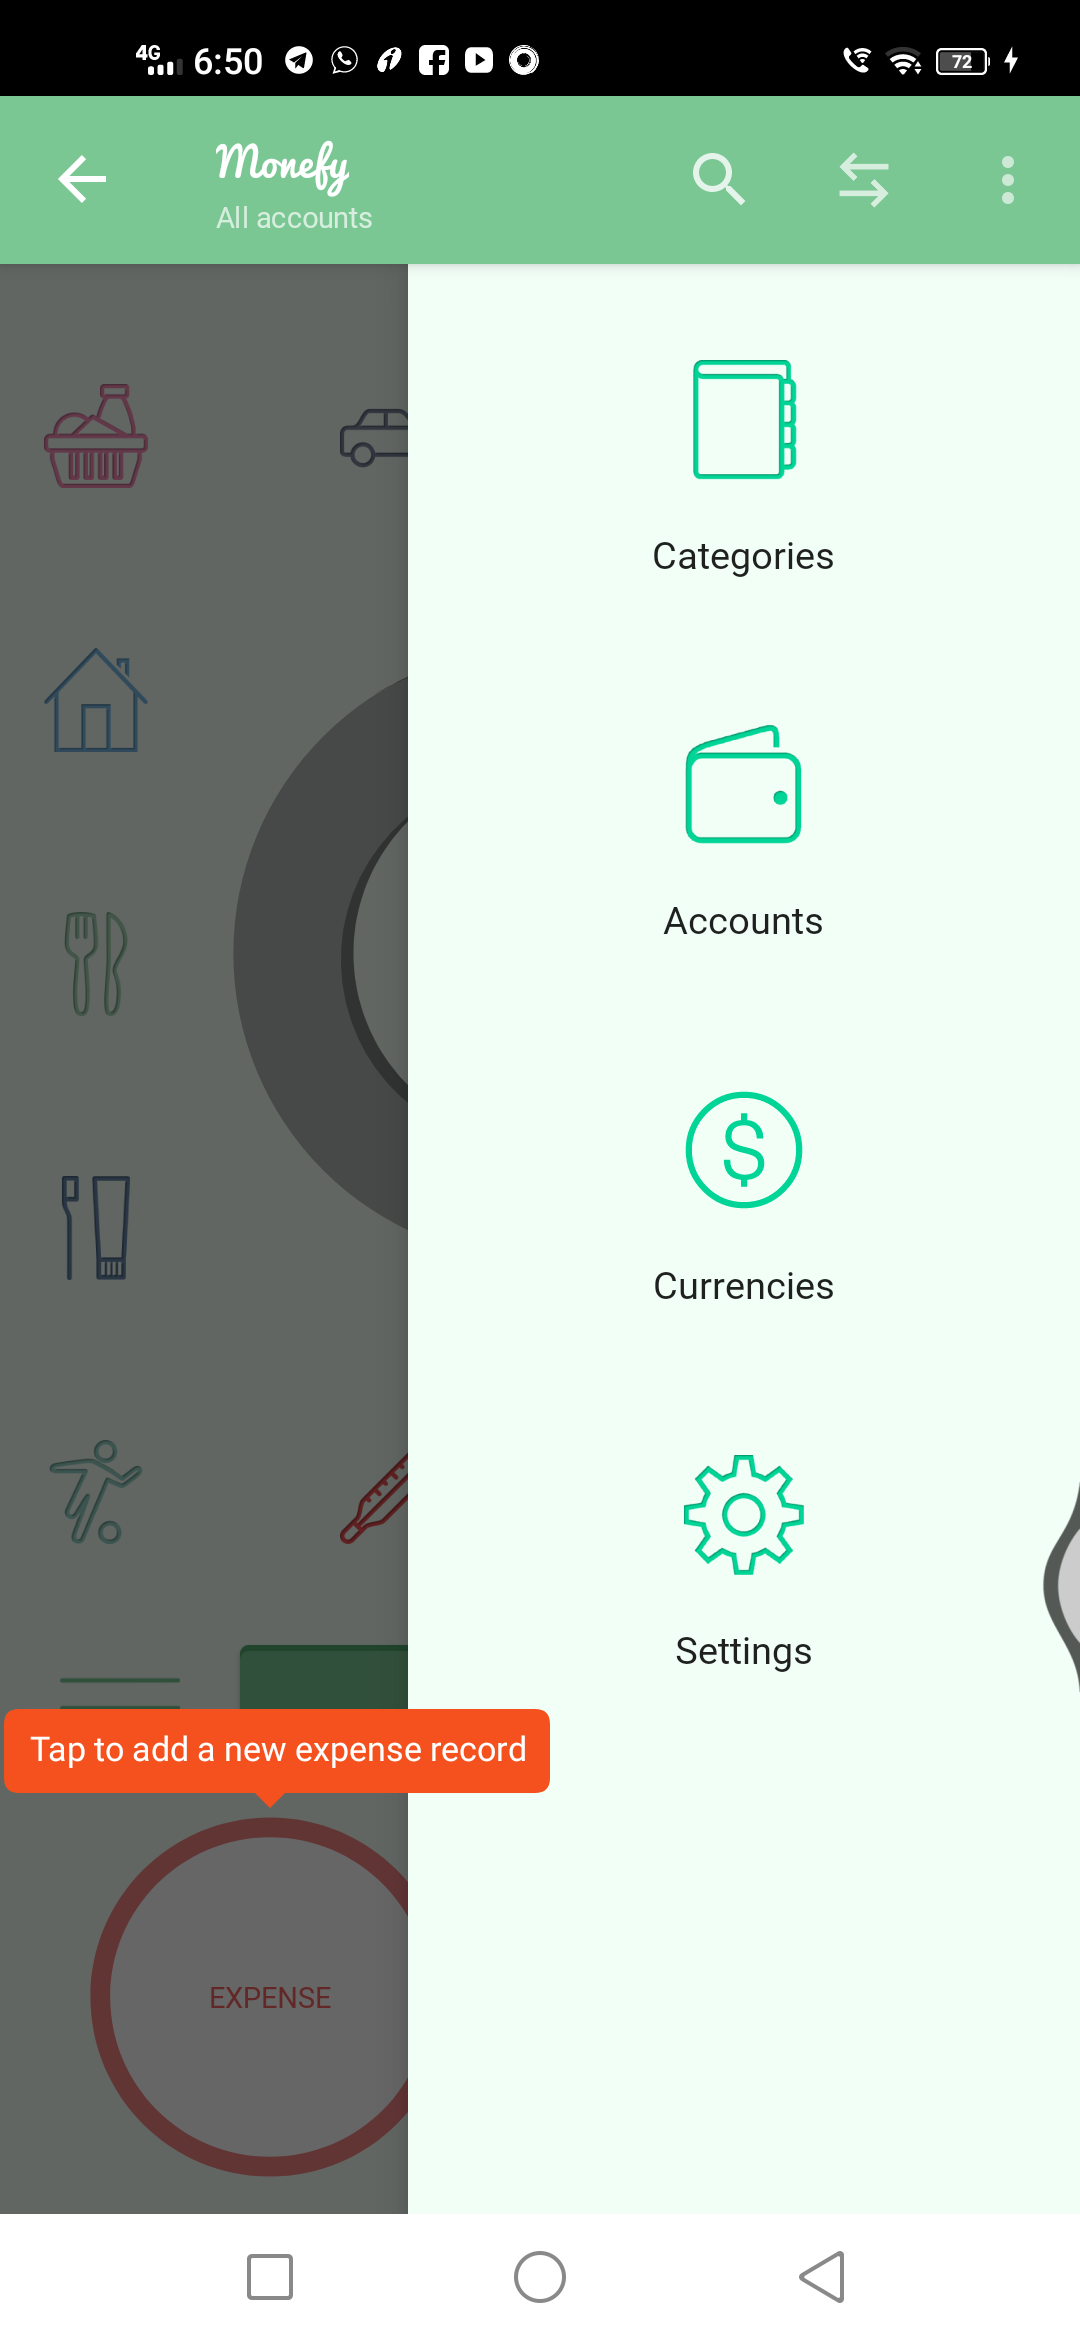 4G 6:50 72
Monefy
All accounts
Categories
Accounts
Currencies
Settings
Tap to add a new expense record
EXPENSE